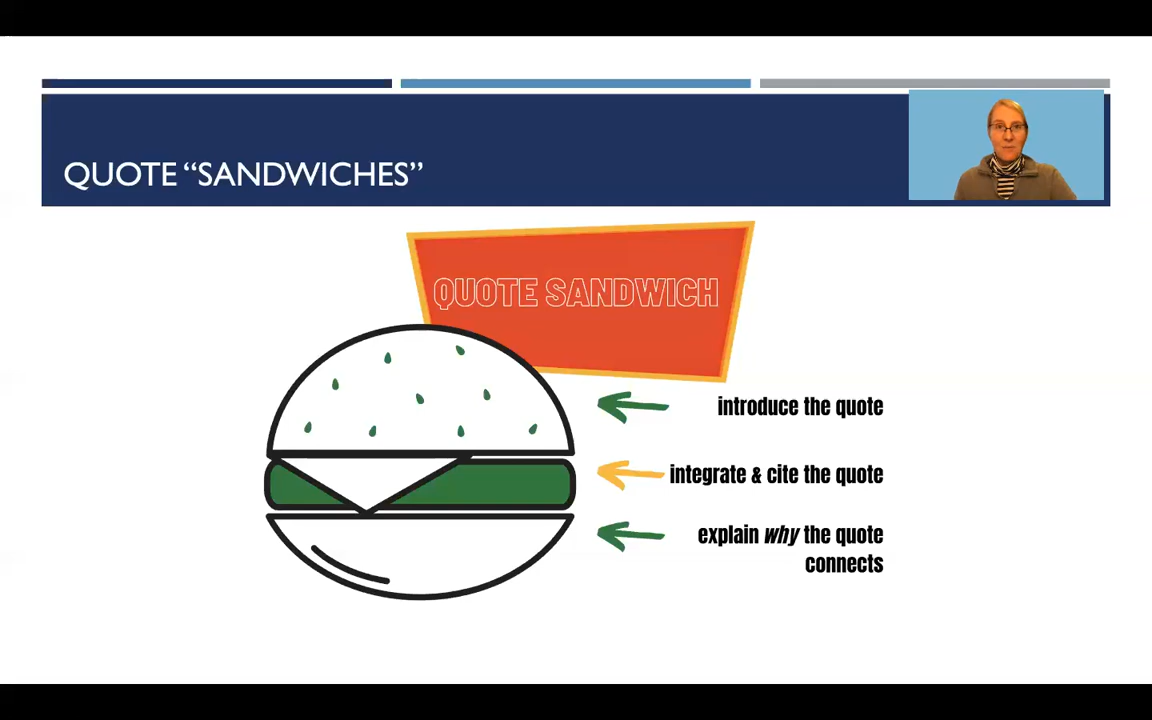 QUOTE “SANDWICHES”
QUOTE SANDWICH
introduce the quote
integrate & cite the quote
explain why the quote
connects